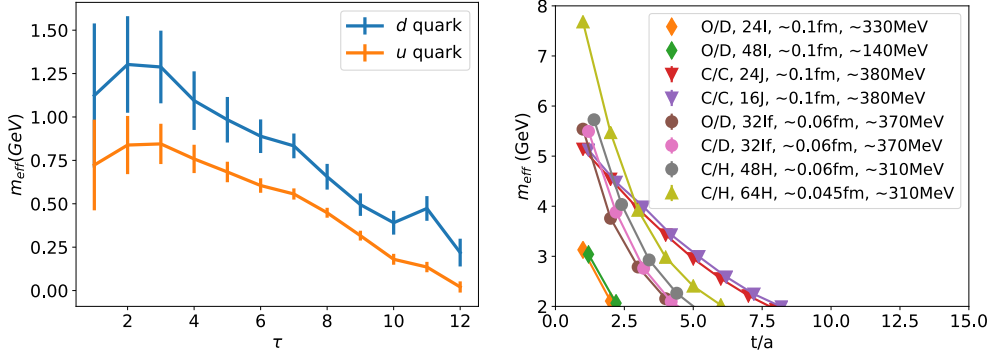 d quark
u quark
1.50
1.25
1.00
0.75
0.50
0.25
0.00
m_eff(GeV)
2
4
6
8
10
12
τ
O/D, 24I, ~0.1fm, ~330MeV
O/D, 48I, ~0.1fm, ~140MeV
C/C, 24J, ~0.1fm, ~380MeV
C/C, 16J, ~0.1fm, ~380MeV
O/D, 32If, ~0.06fm, ~370MeV
C/D, 32If, ~0.06fm, ~370MeV
C/H, 48H, ~0.06fm, ~310MeV
C/H, 64H, ~0.045fm, ~310MeV
8
7
6
5
4
3
2
m_eff (GeV)
0.0
2.5
5.0
7.5
10.0
12.5
15.0
t/a